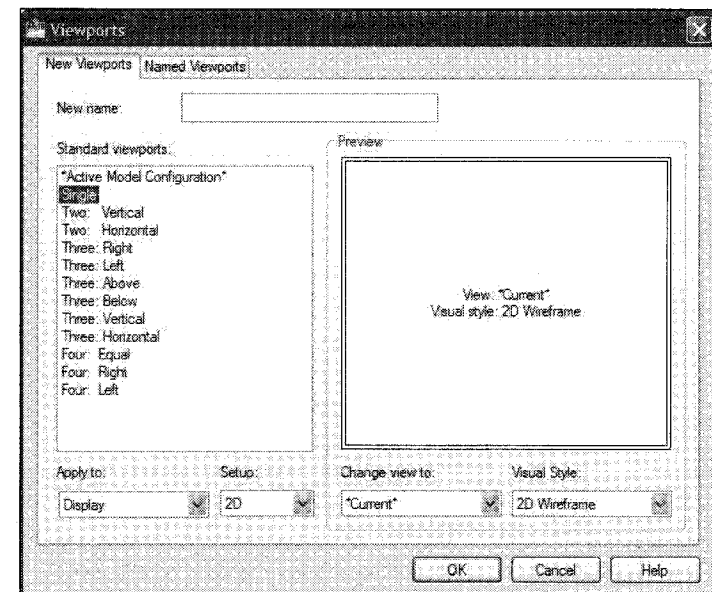 Viewports
New Viewports Named Viewports
New name:
Standard viewports:
*Active Model Configuration*
Single
Two: Vertical
Two: Horizontal
Three: Right
Three: Left
Three: Above
Three: Below
Three: Vertical
Three: Horizontal
Four: Equal
Four: Right
Four: Left
Preview
View: *Current*
Visual style: 2D Wireframe
Apply to: Setup: Change view to: Visual Style:
Display 2D *Current* 2D Wireframe
OK Cancel Help